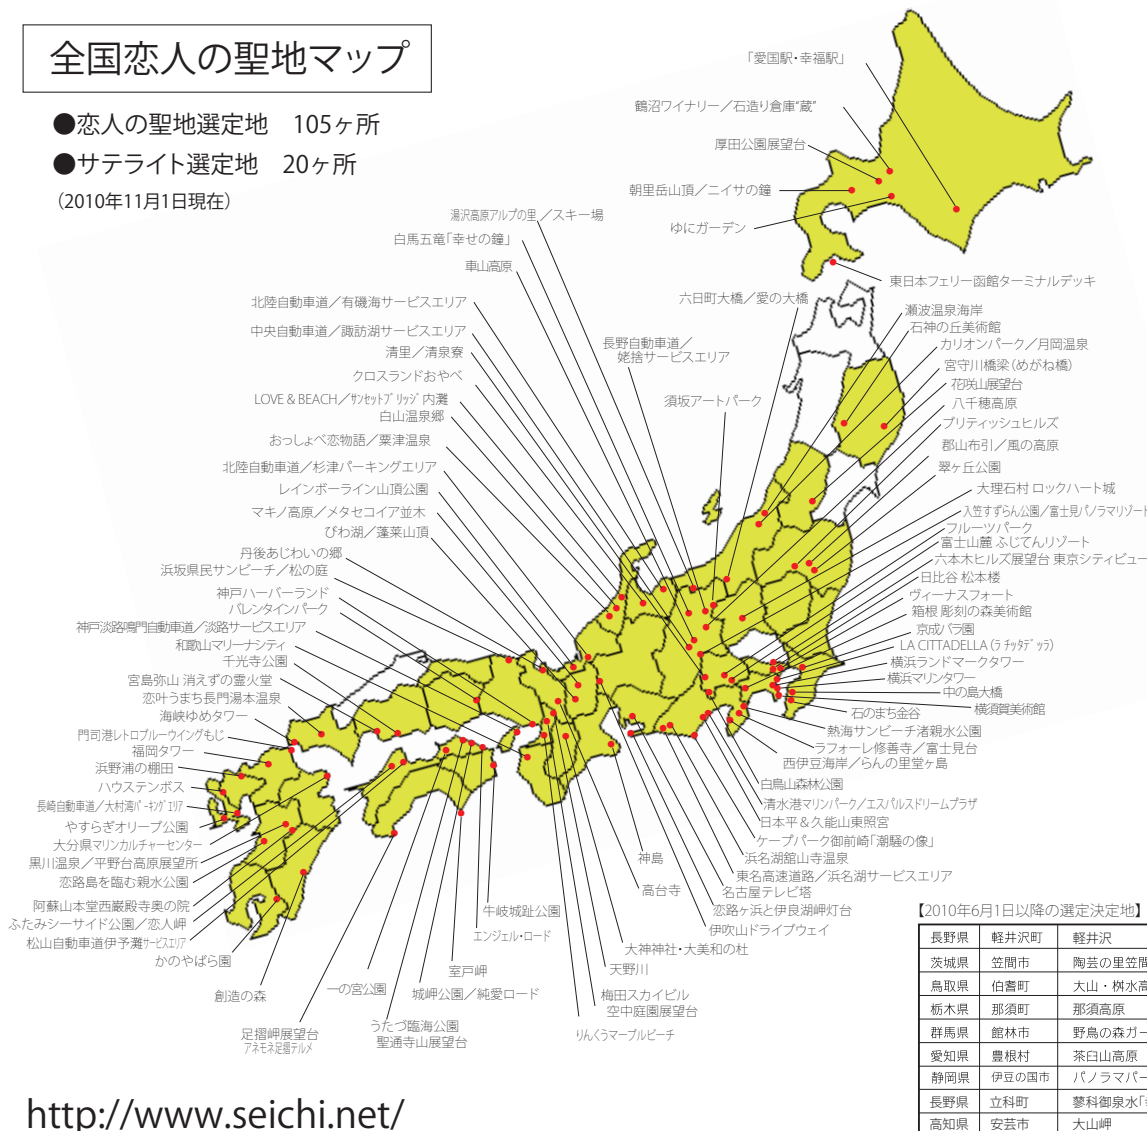 全国恋人の聖地マップ
●恋人の聖地選定地 105ヶ所
●サテライト選定地 20ヶ所
(2010年11月1日現在)
「愛国駅・幸福駅」
鶴沼ワイナリー／石造り倉庫“蔵”
厚田公園展望台
朝里岳山頂／ニイサの鐘
ゆにガーデン
東日本フェリー函館ターミナルデッキ
湯沢高原アルプの里／スキー場
白馬五竜「幸せの鐘」
車山高原
北陸自動車道／有磯海サービスエリア
中央自動車道／諏訪湖サービスエリア
清里／清泉寮
クロスランドおやべ
LOVE & BEACH／サンセットブリッジ内灘
白山温泉郷
おっしょべ恋物語／粟津温泉
北陸自動車道／杉津パーキングエリア
レインボーライン山頂公園
マキノ高原／メタセコイア並木
びわ湖／蓬莱山頂
丹後あじわいの郷
浜坂県民サンビーチ／松の庭
神戸ハーバーランド
バレンタインパーク
神戸淡路鳴門自動車道／淡路サービスエリア
和歌山マリーナシティ
千光寺公園
宮島弥山 消えずの霊火堂
恋叶うまち長門湯本温泉
海峡ゆめタワー
門司港レトロブルーウイングもじ
福岡タワー
浜野浦の棚田
ハウステンボス
長崎自動車道／大村湾パーキングエリア
やすらぎオリーブ公園
大分県マリンカルチャーセンター
黒川温泉／平野台高原展望所
恋路島を臨む親水公園
阿蘇山本堂西巌殿寺奥の院
ふたみシーサイド公園／恋人岬
松山自動車道伊予灘サービスエリア
かのやばら園
創造の森
足摺岬展望台
アネモネ足摺テルメ
一の宮公園
うたづ臨海公園
聖通寺山展望台
城岬公園／純愛ロード
室戸岬
エンジェル・ロード
牛岐城趾公園
六日町大橋／愛の大橋
長野自動車道／
姥捨サービスエリア
須坂アートパーク
瀬波温泉海岸
石神の丘美術館
カリオンパーク／月岡温泉
宮守川橋梁(めがね橋)
花咲山展望台
八千穂高原
ブリティッシュヒルズ
郡山布引／風の高原
翠ヶ丘公園
大理石村 ロックハート城
入笠すずらん公園／富士見パノラマリゾート
フルーツパーク
富士山麓 ふじてんリゾート
六本木ヒルズ展望台 東京シティビュー
日比谷 松本楼
ヴィーナスフォート
箱根 彫刻の森美術館
京成バラ園
LA CITTADELLA (ラ チッタデッラ)
横浜ランドマークタワー
横浜マリンタワー
中の島大橋
横須賀美術館
石のまち金谷
熱海サンビーチ渚親水公園
ラフォーレ修善寺／富士見台
西伊豆海岸／らんの里堂ヶ島
白鳥山森林公園
清水港マリンパーク／エスパルスドリームプラザ
日本平＆久能山東照宮
ケープパーク御前崎「潮騒の像」
浜名湖舘山寺温泉
東名高速道路／浜名湖サービスエリア
名古屋テレビ塔
恋路ヶ浜と伊良湖岬灯台
伊吹山ドライブウェイ
神島
高台寺
大神神社・大美和の杜
天野川
梅田スカイビル
空中庭園展望台
りんくうマーブルビーチ
【2010年6月1日以降の選定決定地】
長野県 軽井沢町 軽井沢
茨城県 笠間市 陶芸の里笠間
鳥取県 伯耆町 大山・桝水高
栃木県 那須町 那須高原
群馬県 館林市 野鳥の森ガー
愛知県 豊根村 茶臼山高原
静岡県 伊豆の国市 パノラマパー
長野県 立科町 蓼科御泉水「
高知県 安芸市 大山岬
http://www.seichi.net/